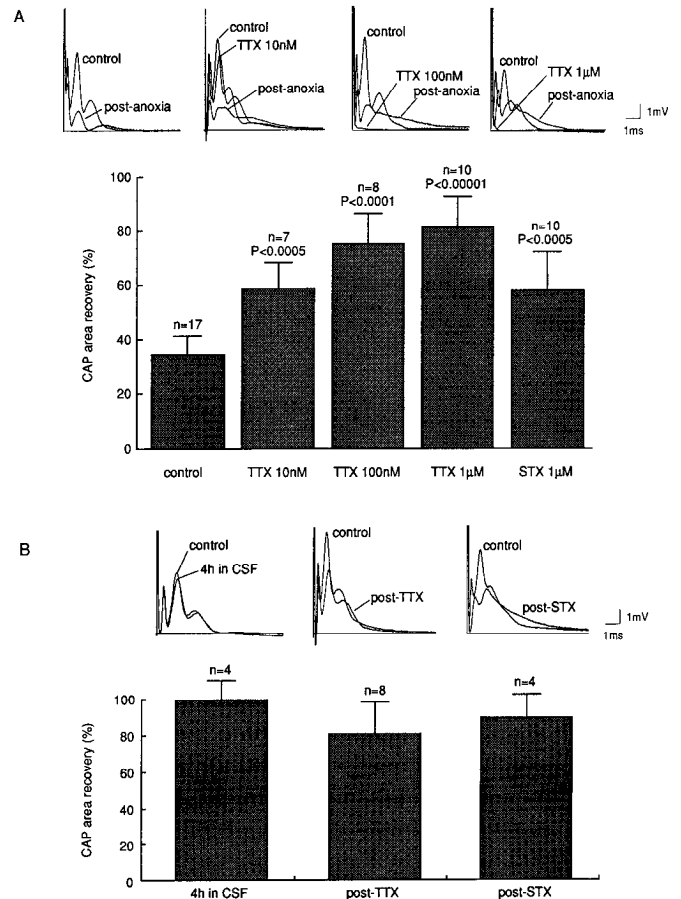 A
control
post-anoxia
control
TTX 10nM
post-anoxia
control
TTX 100nM
post-anoxia
control
TTX 1µM
post-anoxia
1mV
1ms
CAP area recovery (%)
100
80
60
40
20
0
n=17
n=7
P<0.0005
n=8
P<0.0001
n=10
P<0.00001
n=10
P<0.0005
control
TTX 10nM
TTX 100nM
TTX 1µM
STX 1µM
B
control
4h in CSF
control
post-TTX
control
post-STX
1mV
1ms
CAP area recovery (%)
100
80
60
40
20
0
n=4
n=8
n=4
4h in CSF
post-TTX
post-STX